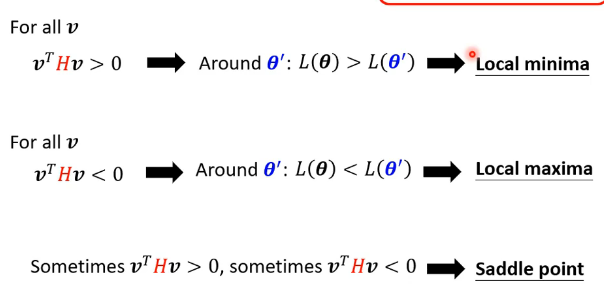 For all 𝒗
𝒗ᵀ𝐻𝒗 > 0 ➡ Around 𝜽′: 𝐿(𝜽) > 𝐿(𝜽′) ➡ Local minima
For all 𝒗
𝒗ᵀ𝐻𝒗 < 0 ➡ Around 𝜽′: 𝐿(𝜽) < 𝐿(𝜽′) ➡ Local maxima
Sometimes 𝒗ᵀ𝐻𝒗 > 0, sometimes 𝒗ᵀ𝐻𝒗 < 0 ➡ Saddle point